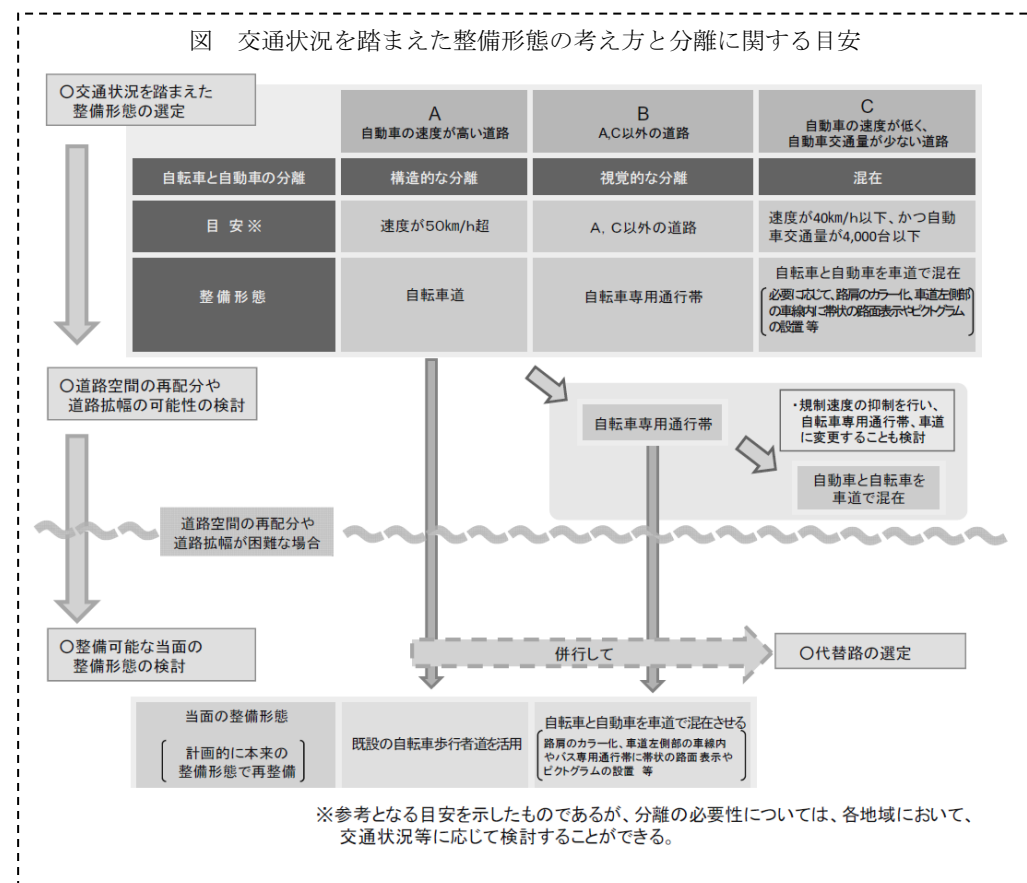 図　交通状況を踏まえた整備形態の考え方と分離に関する目安
〇交通状況を踏まえた
整備形態の選定
A
自動車の速度が高い道路
B
A,C以外の道路
C
自動車の速度が低く、
自動車交通量が少ない道路
自転車と自動車の分離
構造的な分離
視覚的な分離
混在
目 安※
速度が50km/h超
A, C以外の道路
速度が40km/h以下、かつ自動
車交通量が4,000台以下
整備形態
自転車道
自転車専用通行帯
自転車と自動車を車道で混在
必要に応じて、路肩のカラー化、車道左側部
の車線内に帯状の路面表示やピクトグラム
の設置 等
〇道路空間の再配分や
道路拡幅の可能性の検討
自転車専用通行帯
・規制速度の抑制を行い、
自転車専用通行帯、車道
に変更することも検討
自動車と自転車を
車道で混在
道路空間の再配分や
道路拡幅が困難な場合
〇整備可能な当面の
整備形態の検討
併行して
〇代替路の選定
当面の整備形態
計画的に本来の
整備形態で再整備
既設の自転車歩行者道を活用
自転車と自動車を車道で混在させる
路肩のカラー化、車道左側部の車線内
やバス専用通行帯に帯状の路面表示や
ピクトグラムの設置 等
※参考となる目安を示したものであるが、分離の必要性については、各地域において、
交通状況等に応じて検討することができる。